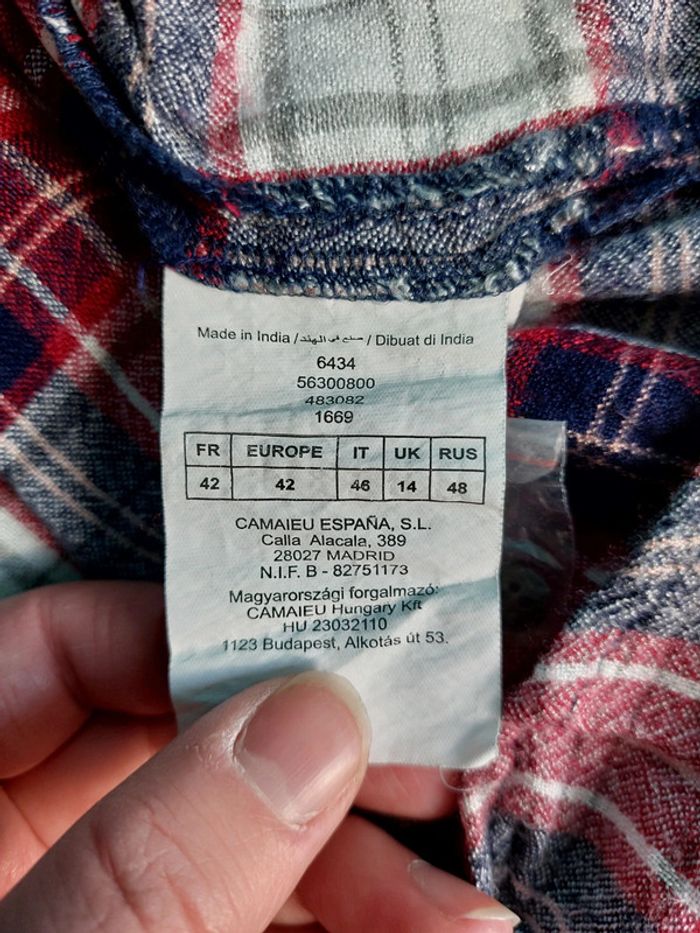 Made in India / صنع في الهند / Dibuat di India
6434
56300800
483082
1669
FR EUROPE IT UK RUS
42 42 46 14 48
CAMAIEU ESPAÑA, S.L.
Calla Alacala, 389
28027 MADRID
N.I.F. B - 82751173
Magyarországi forgalmazó:
CAMAIEU Hungary Kft
HU 23032110
1123 Budapest, Alkotás út 53.